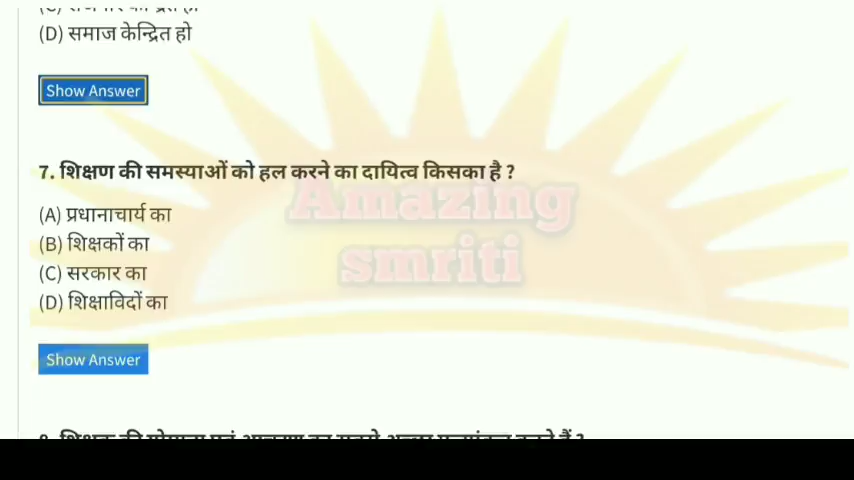 (D) समाज केन्द्रित हो
Show Answer
7. शिक्षण की समस्याओं को हल करने का दायित्व किसका है ?
(A) प्रधानाचार्य का
(B) शिक्षकों का
(C) सरकार का
(D) शिक्षाविदों का
Show Answer
Amazing
smriti